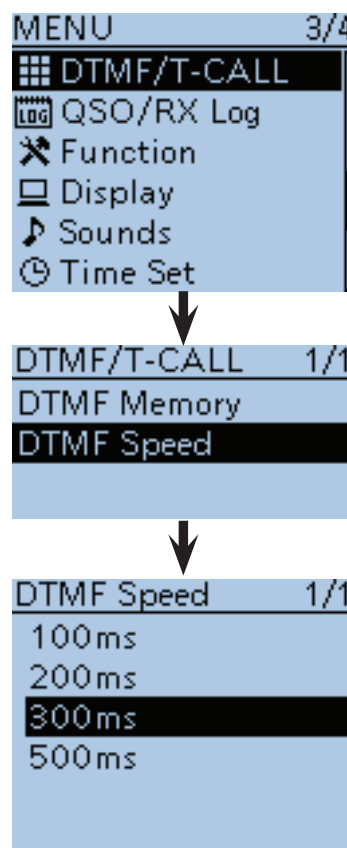 MENU 3/4
DTMF/T-CALL
LOG QSO/RX Log
Function
Display
Sounds
Time Set
DTMF/T-CALL 1/1
DTMF Memory
DTMF Speed
DTMF Speed 1/1
100ms
200ms
300ms
500ms